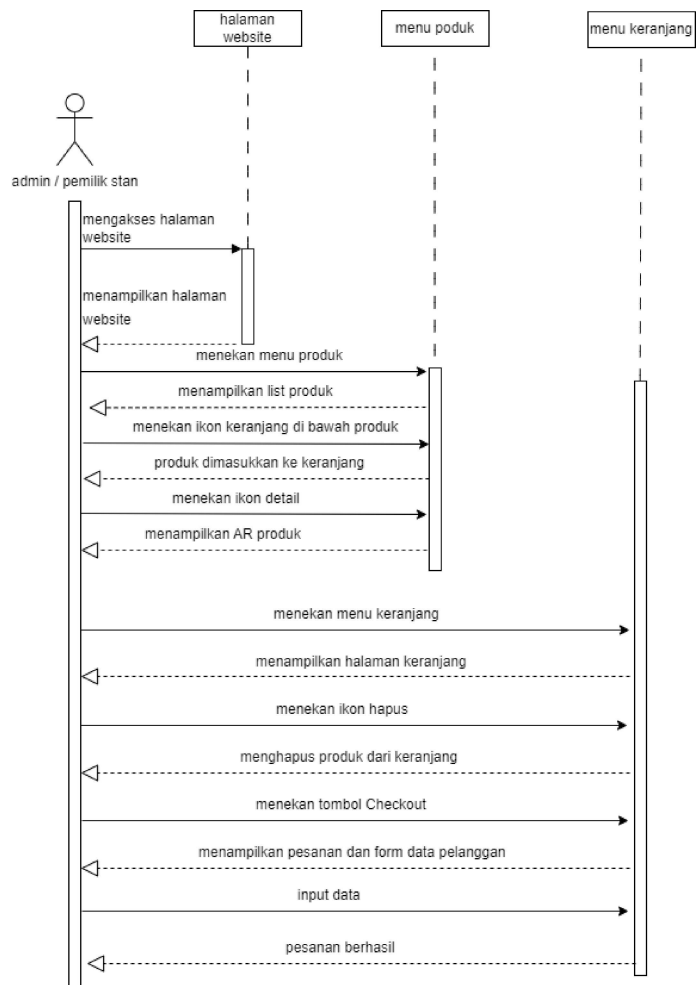 halaman
website
menu poduk
menu keranjang
admin / pemilik stan
mengakses halaman
website
menampilkan halaman
website
menekan menu produk
menampilkan list produk
menekan ikon keranjang di bawah produk
produk dimasukkan ke keranjang
menekan ikon detail
menampilkan AR produk
menekan menu keranjang
menampilkan halaman keranjang
menekan ikon hapus
menghapus produk dari keranjang
menekan tombol Checkout
menampilkan pesanan dan form data pelanggan
input data
pesanan berhasil